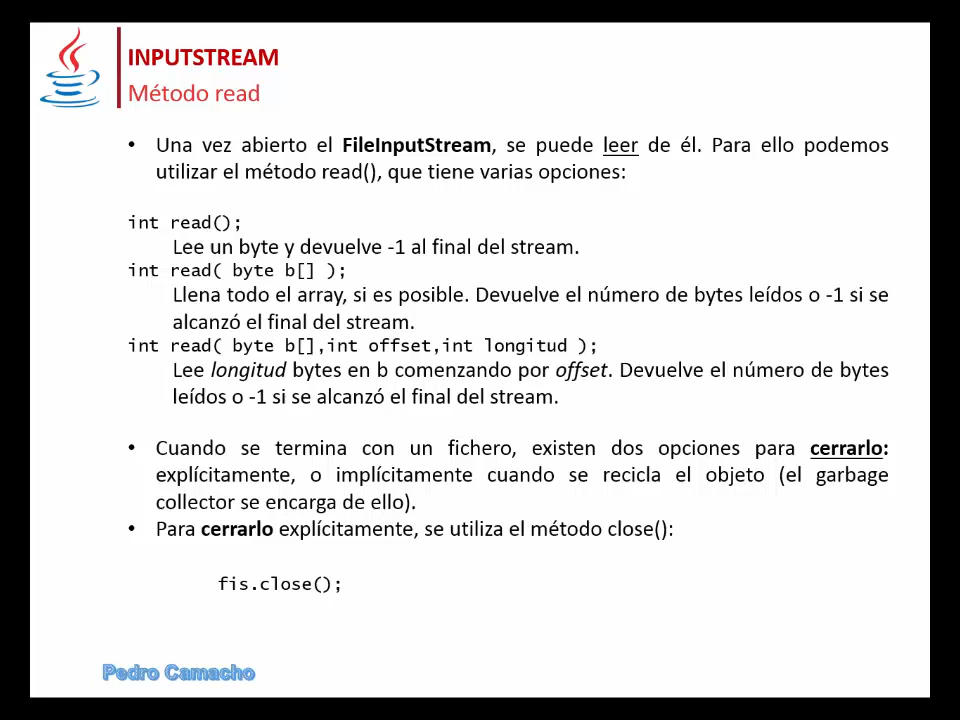 INPUTSTREAM
Método read
• Una vez abierto el FileInputStream, se puede leer de él. Para ello podemos
utilizar el método read(), que tiene varias opciones:
int read();
Lee un byte y devuelve -1 al final del stream.
int read( byte b[] );
Llena todo el array, si es posible. Devuelve el número de bytes leídos o -1 si se
alcanzó el final del stream.
int read( byte b[],int offset,int longitud );
Lee longitud bytes en b comenzando por offset. Devuelve el número de bytes
leídos o -1 si se alcanzó el final del stream.
• Cuando se termina con un fichero, existen dos opciones para cerrarlo:
explícitamente, o implícitamente cuando se recicla el objeto (el garbage
collector se encarga de ello).
• Para cerrarlo explícitamente, se utiliza el método close():
fis.close();
Pedro Camacho